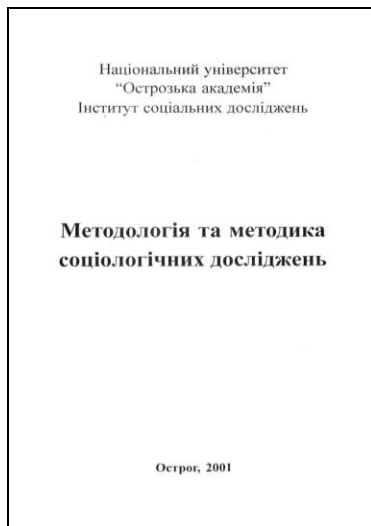 Національний університет
“Острозька академія”
Інститут соціальних досліджень
Методологія та методика
соціологічних досліджень
Острог, 2001